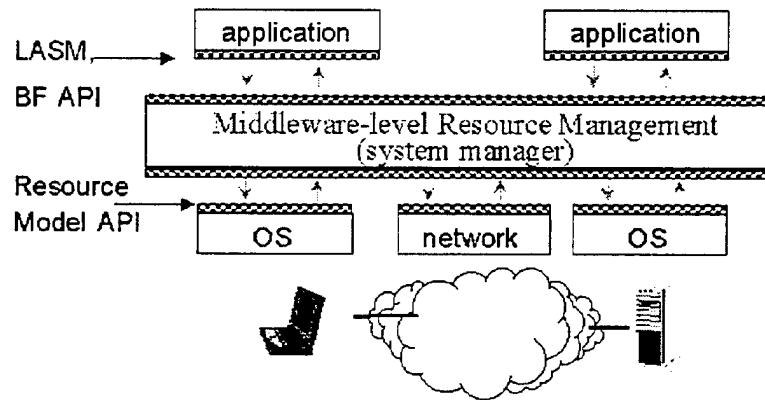 application
application
LASM,
BF API
Middleware-level Resource Management
(system manager)
Resource
Model API
OS
network
OS